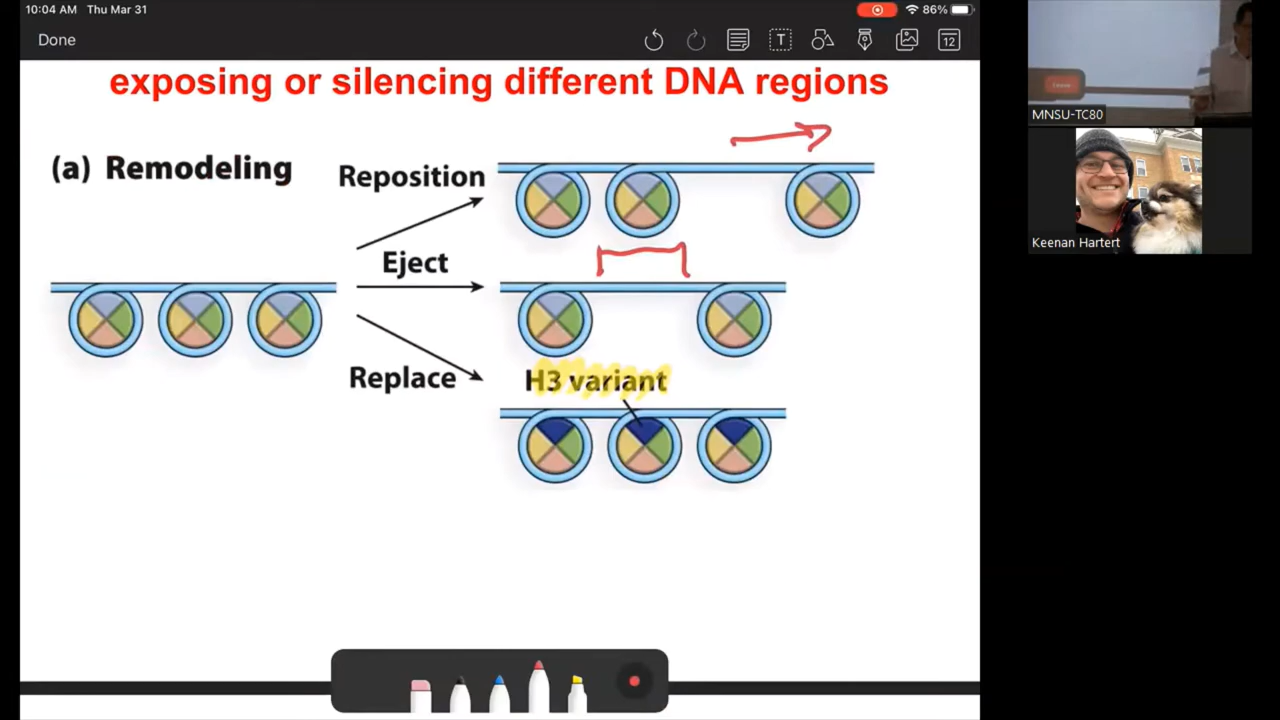 10:04 AM Thu Mar 31
86%
Done
12
exposing or silencing different DNA regions
(a) Remodeling
Reposition
Eject
Replace
H3 variant
Leave
MNSU-TC80
Keenan Hartert